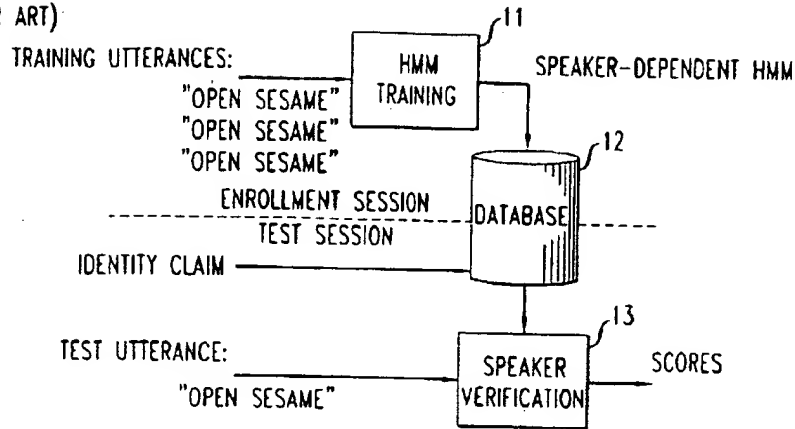 ART)
TRAINING UTTERANCES:
"OPEN SESAME"
"OPEN SESAME"
"OPEN SESAME"
11
HMM
TRAINING
SPEAKER-DEPENDENT HMM
12
DATABASE
ENROLLMENT SESSION
TEST SESSION
IDENTITY CLAIM
13
TEST UTTERANCE:
"OPEN SESAME"
SPEAKER
VERIFICATION
SCORES